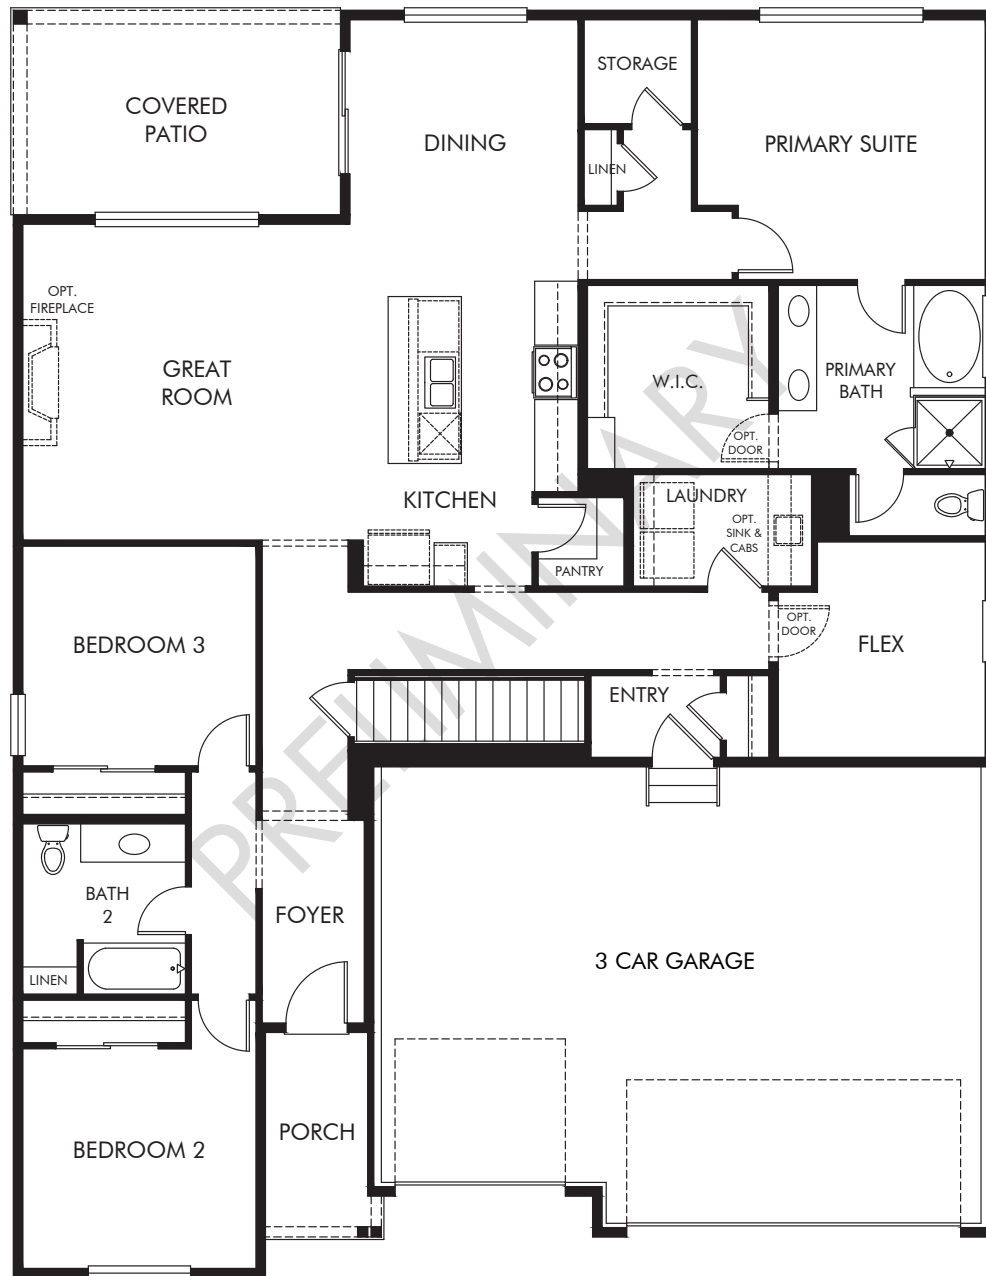 STORAGE
COVERED
PATIO
DINING
PRIMARY SUITE
LINEN
OPT.
FIREPLACE
GREAT
ROOM
W.I.C.
PRIMARY
BATH
OPT.
DOOR
KITCHEN
LAUNDRY
OPT.
SINK &
CABS
PANTRY
BEDROOM 3
OPT.
DOOR
FLEX
ENTRY
PRELIMINARY
BATH
2
FOYER
LINEN
3 CAR GARAGE
PORCH
BEDROOM 2